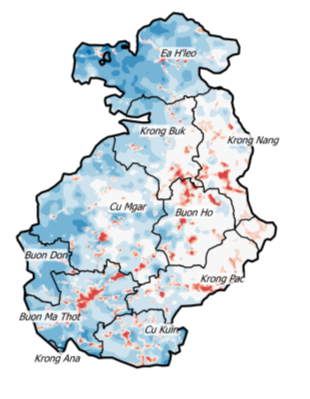 Ea H'leo
Krong Buk
Krong Nang
Cu Mgar
Buon Ho
Buon Don
Krong Pac
Buon Ma Thot
Cu Kuin
Krong Ana